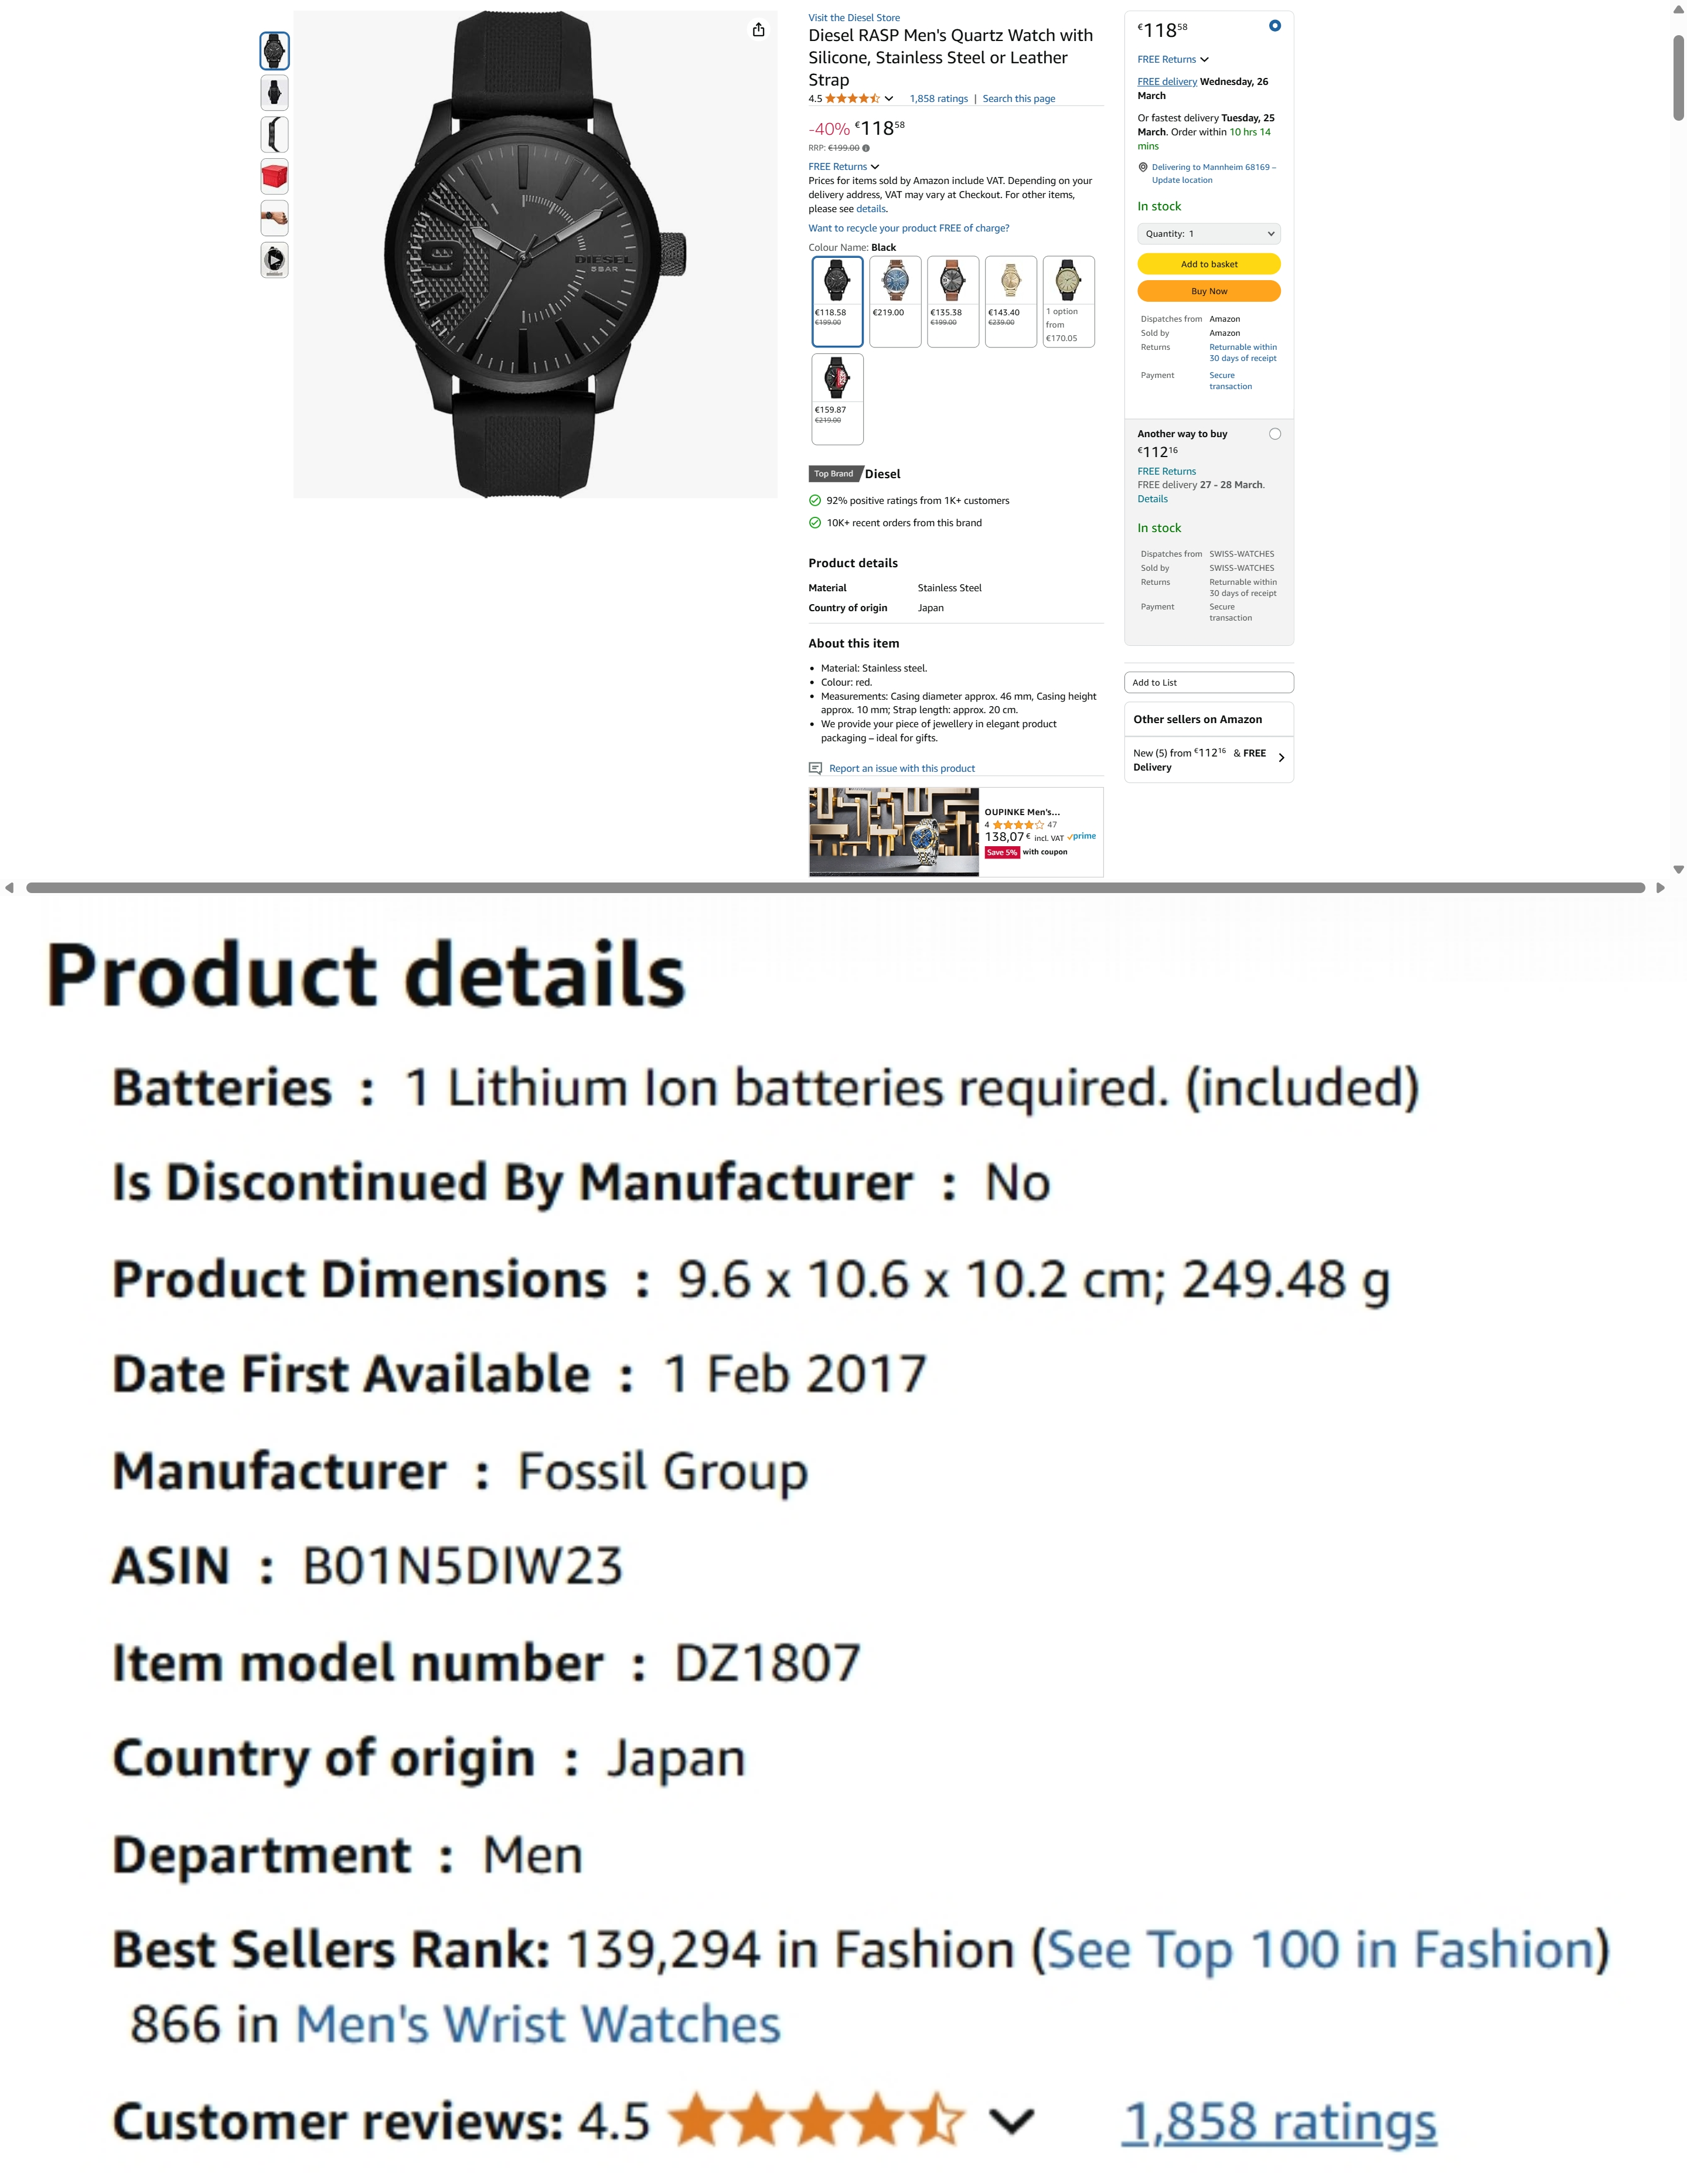 Visit the Diesel Store
Diesel RASP Men's Quartz Watch with
Silicone, Stainless Steel or Leather
Strap
4.5 1,858 ratings | Search this page
-40% €11858
RRP: €199.00
FREE Returns
Prices for items sold by Amazon include VAT. Depending on your
delivery address, VAT may vary at Checkout. For other items,
please see details.
Want to recycle your product FREE of charge?
Colour Name: Black
€118.58
€199.00
€219.00
€135.38
€199.00
€143.40
€239.00
1 option
from
€170.05
€159.87
€219.00
Top Brand Diesel
92% positive ratings from 1K+ customers
10K+ recent orders from this brand
Product details
Material Stainless Steel
Country of origin Japan
About this item
• Material: Stainless steel.
• Colour: red.
• Measurements: Casing diameter approx. 46 mm, Casing height
approx. 10 mm; Strap length: approx. 20 cm.
• We provide your piece of jewellery in elegant product
packaging – ideal for gifts.
Report an issue with this product
OUPINKE Men's...
4 47
138,07 € incl. VAT prime
Save 5% with coupon
DIESEL
5BAR
9
€11858
FREE Returns
FREE delivery Wednesday, 26
March
Or fastest delivery Tuesday, 25
March. Order within 10 hrs 14
mins
Delivering to Mannheim 68169 –
Update location
In stock
Quantity: 1
Add to basket
Buy Now
Dispatches from Amazon
Sold by Amazon
Returns Returnable within
30 days of receipt
Payment Secure
transaction
Another way to buy
€11216
FREE Returns
FREE delivery 27 - 28 March.
Details
In stock
Dispatches from SWISS-WATCHES
Sold by SWISS-WATCHES
Returns Returnable within
30 days of receipt
Payment Secure
transaction
Add to List
Other sellers on Amazon
New (5) from €11216 & FREE
Delivery
Product details
Batteries : 1 Lithium Ion batteries required. (included)
Is Discontinued By Manufacturer : No
Product Dimensions : 9.6 x 10.6 x 10.2 cm; 249.48 g
Date First Available : 1 Feb 2017
Manufacturer : Fossil Group
ASIN : B01N5DIW23
Item model number : DZ1807
Country of origin : Japan
Department : Men
Best Sellers Rank: 139,294 in Fashion (See Top 100 in Fashion)
866 in Men's Wrist Watches
Customer reviews: 4.5 1,858 ratings